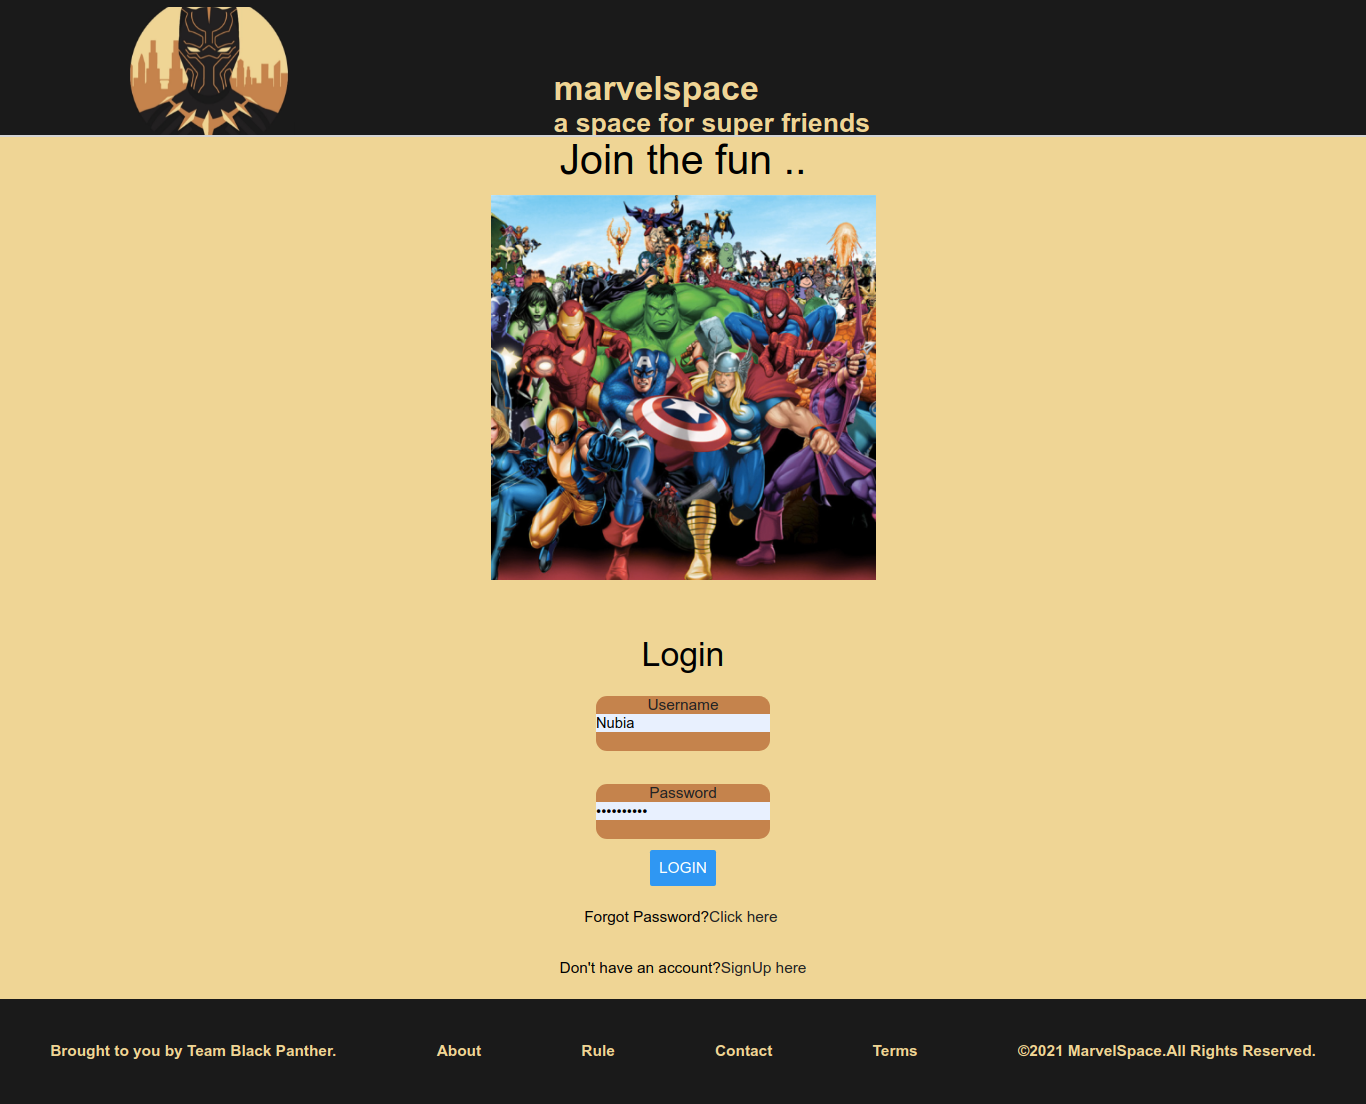 marvelspace
a space for super friends
Join the fun ..
Login
Username
Nubia
Password
••••••••••
LOGIN
Forgot Password?Click here
Don't have an account?SignUp here
Brought to you by Team Black Panther. About Rule Contact Terms ©2021 MarvelSpace.All Rights Reserved.